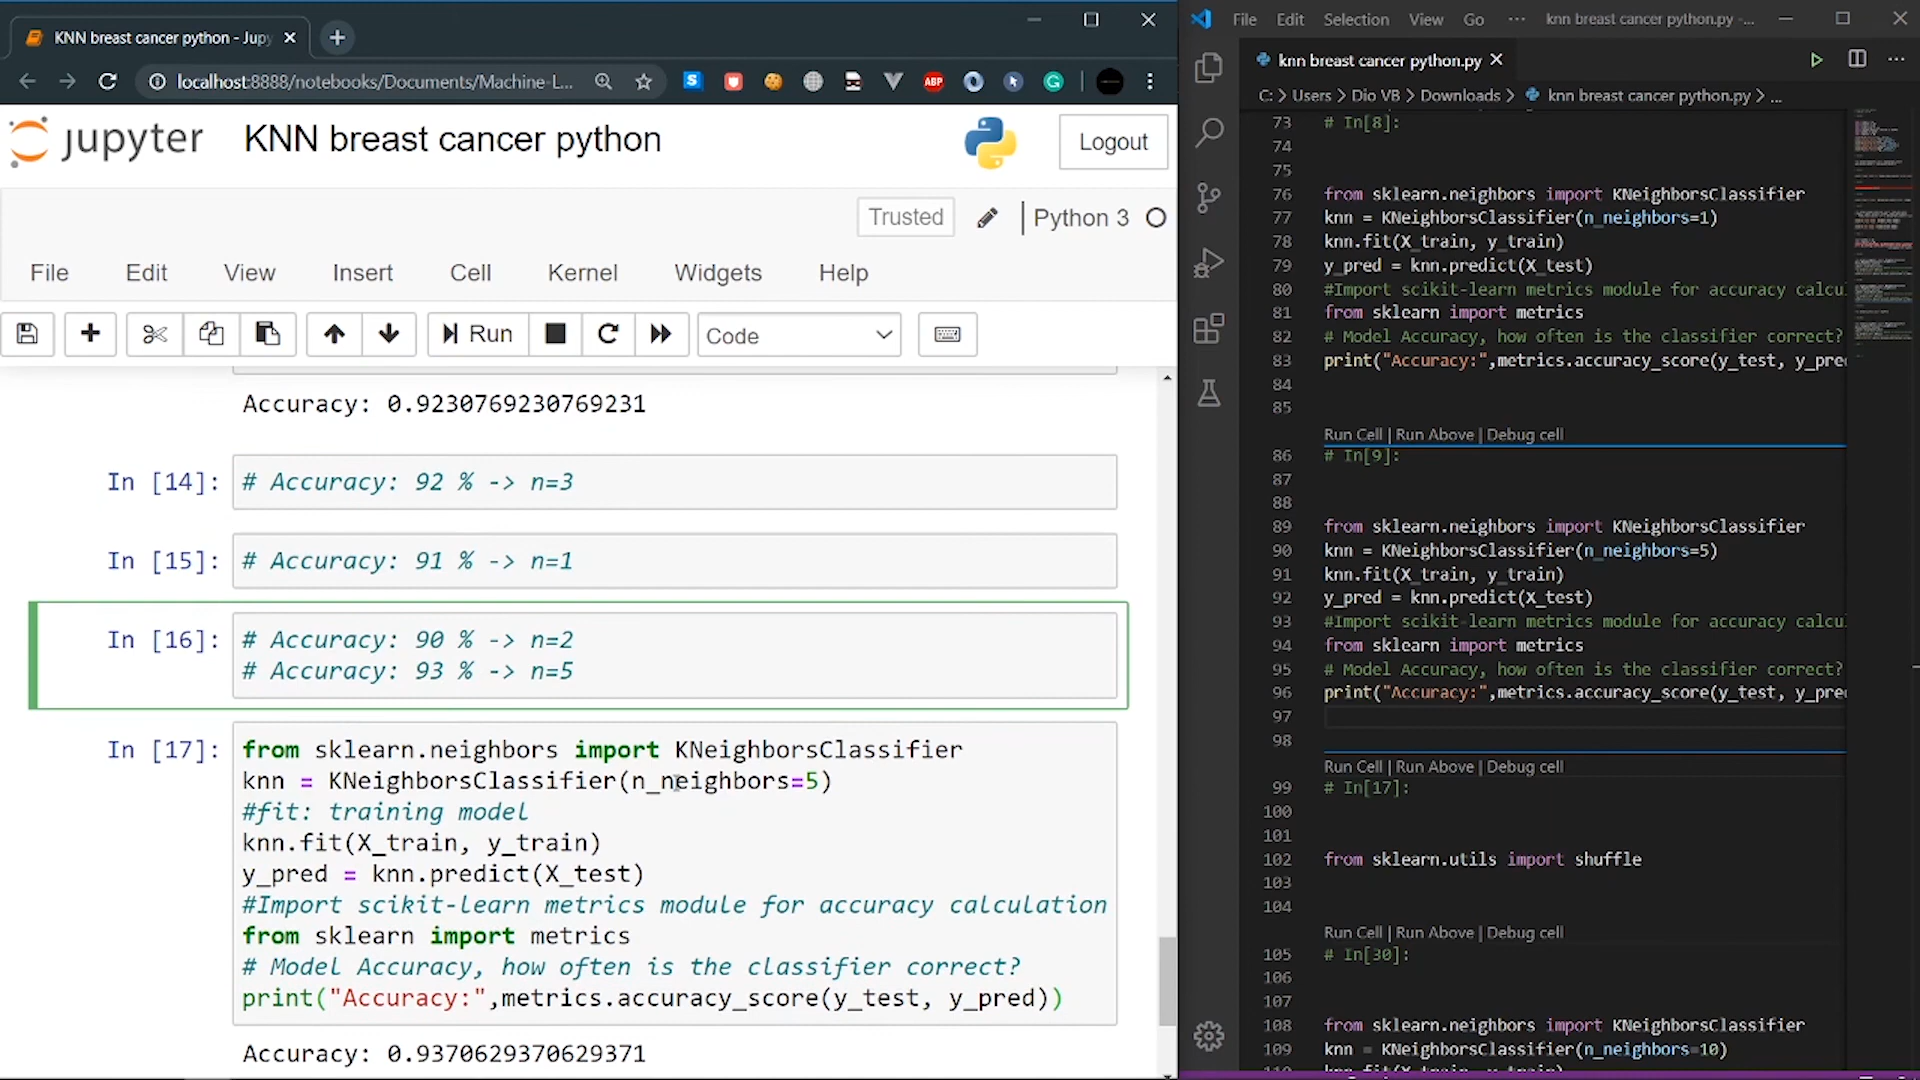 KNN breast cancer python - Jupy
localhost:8888/notebooks/Documents/Machine-L...
jupyter
KNN breast cancer python
Logout
Trusted
Python 3
File Edit View Insert Cell Kernel Widgets Help
Run
Code
Accuracy: 0.9230769230769231
In [14]: # Accuracy: 92 % -> n=3
In [15]: # Accuracy: 91 % -> n=1
In [16]: # Accuracy: 90 % -> n=2
# Accuracy: 93 % -> n=5
In [17]: from sklearn.neighbors import KNeighborsClassifier
knn = KNeighborsClassifier(n_neighbors=5)
#fit: training model
knn.fit(X_train, y_train)
y_pred = knn.predict(X_test)
#Import scikit-learn metrics module for accuracy calculation
from sklearn import metrics
# Model Accuracy, how often is the classifier correct?
print("Accuracy:",metrics.accuracy_score(y_test, y_pred))
Accuracy: 0.9370629370629371
File Edit Selection View Go ... knn breast cancer python.py - ...
knn breast cancer python.py
C: > Users > Dio VB > Downloads > knn breast cancer python.py > ...
73 # In[8]:
74
75
76 from sklearn.neighbors import KNeighborsClassifier
77 knn = KNeighborsClassifier(n_neighbors=1)
78 knn.fit(X_train, y_train)
79 y_pred = knn.predict(X_test)
80 #Import scikit-learn metrics module for accuracy calcu
81 from sklearn import metrics
82 # Model Accuracy, how often is the classifier correct?
83 print("Accuracy:",metrics.accuracy_score(y_test, y_pre
84
85
Run Cell | Run Above | Debug cell
86 # In[9]:
87
88
89 from sklearn.neighbors import KNeighborsClassifier
90 knn = KNeighborsClassifier(n_neighbors=5)
91 knn.fit(X_train, y_train)
92 y_pred = knn.predict(X_test)
93 #Import scikit-learn metrics module for accuracy calcu
94 from sklearn import metrics
95 # Model Accuracy, how often is the classifier correct?
96 print("Accuracy:",metrics.accuracy_score(y_test, y_pre
97
98
Run Cell | Run Above | Debug cell
99 # In[17]:
100
101
102 from sklearn.utils import shuffle
103
104
Run Cell | Run Above | Debug cell
105 # In[30]:
106
107
108 from sklearn.neighbors import KNeighborsClassifier
109 knn = KNeighborsClassifier(n_neighbors=10)